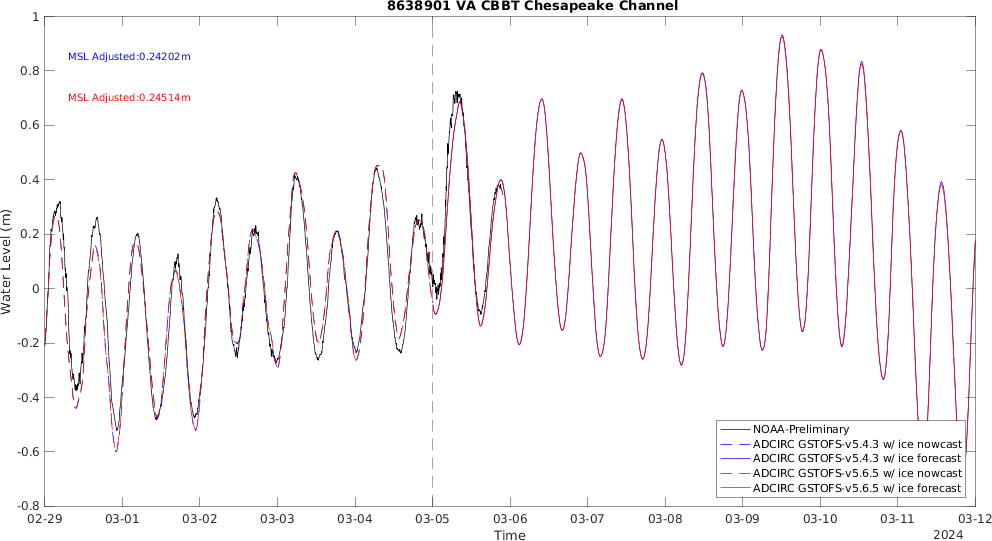 8638901 VA CBBT Chesapeake Channel
MSL Adjusted:0.24202m
MSL Adjusted:0.24514m
Water Level (m)
1
0.8
0.6
0.4
0.2
0
-0.2
-0.4
-0.6
-0.8
NOAA-Preliminary
ADCIRC GSTOFS-v5.4.3 w/ ice nowcast
ADCIRC GSTOFS-v5.4.3 w/ ice forecast
ADCIRC GSTOFS-v5.6.5 w/ ice nowcast
ADCIRC GSTOFS-v5.6.5 w/ ice forecast
02-29 03-01 03-02 03-03 03-04 03-05 03-06 03-07 03-08 03-09 03-10 03-11 03-12
Time
2024